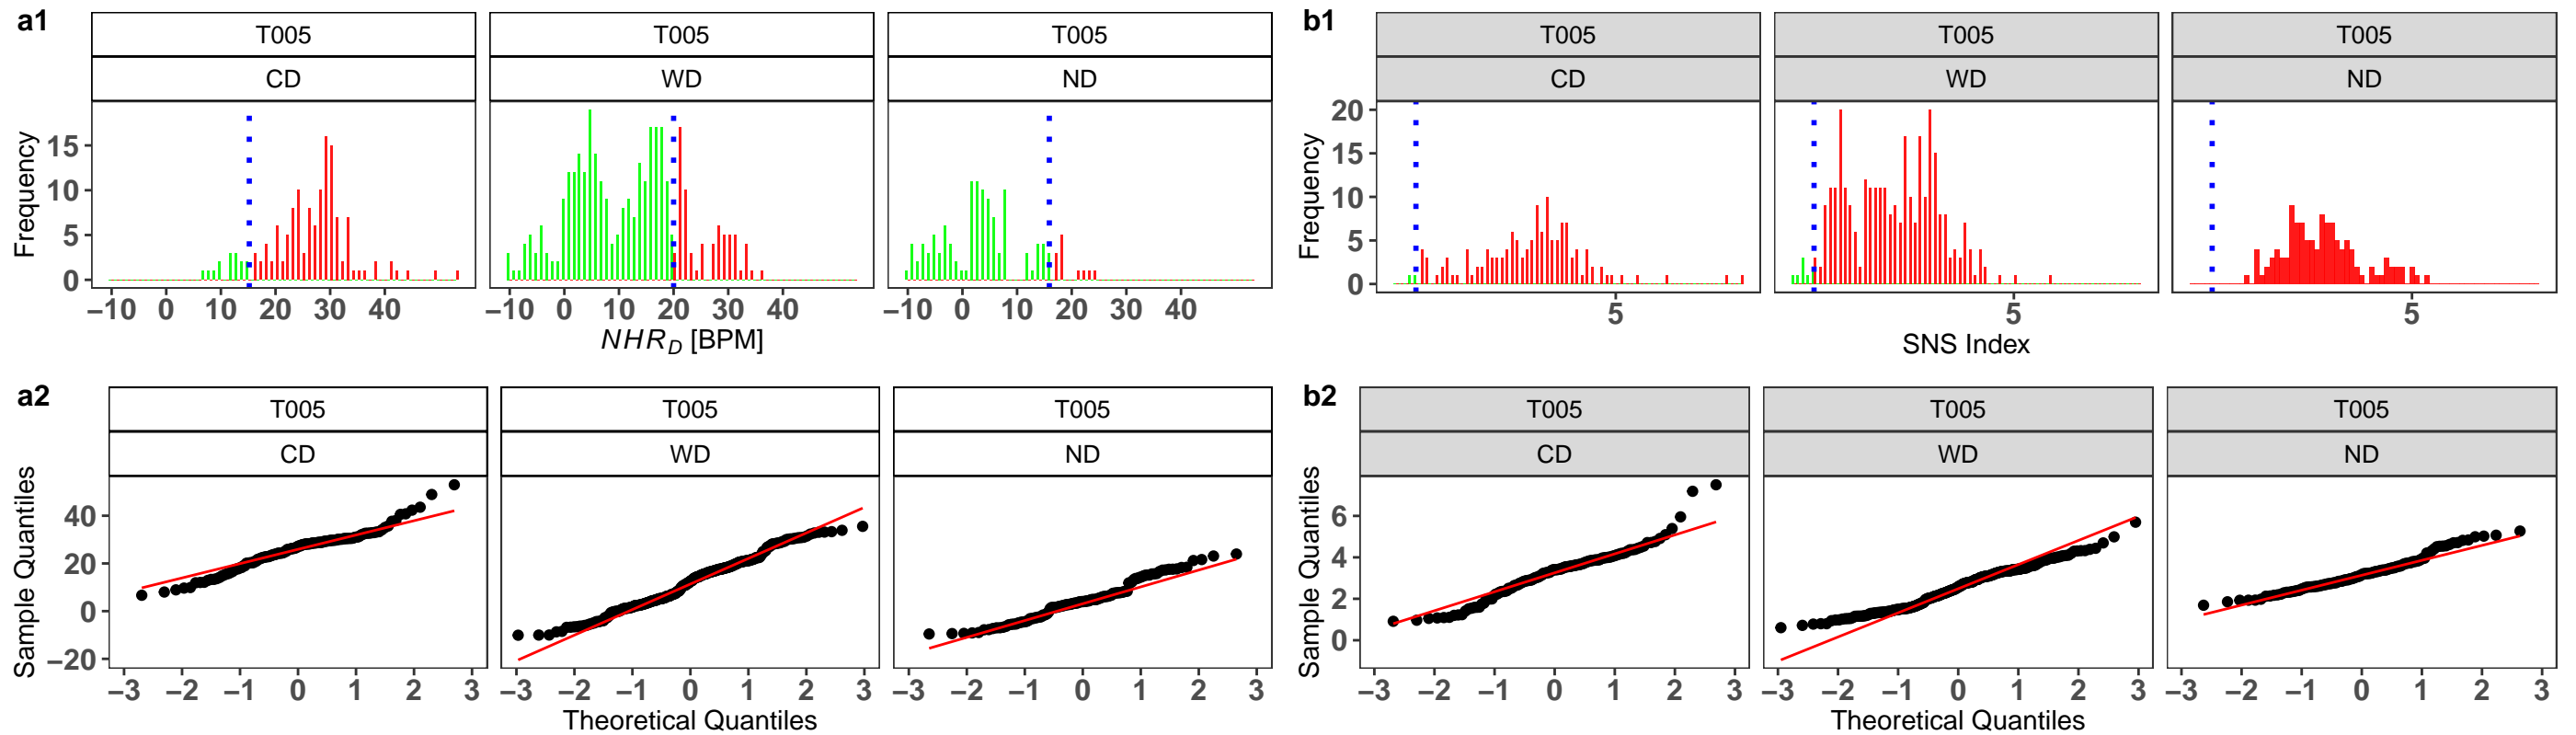 a1
T005 T005 T005
CD WD ND
Frequency
15
10
5
0
−10 0 10 20 30 40 −10 0 10 20 30 40 −10 0 10 20 30 40
NHR_D [BPM]
b1
T005 T005 T005
CD WD ND
Frequency
20
15
10
5
0
5 5 5
SNS Index
a2
T005 T005 T005
CD WD ND
Sample Quantiles
40
20
0
−20
−3 −2 −1 0 1 2 3 −3 −2 −1 0 1 2 3 −3 −2 −1 0 1 2 3
Theoretical Quantiles
b2
T005 T005 T005
CD WD ND
Sample Quantiles
6
4
2
0
−3 −2 −1 0 1 2 3 −3 −2 −1 0 1 2 3 −3 −2 −1 0 1 2 3
Theoretical Quantiles